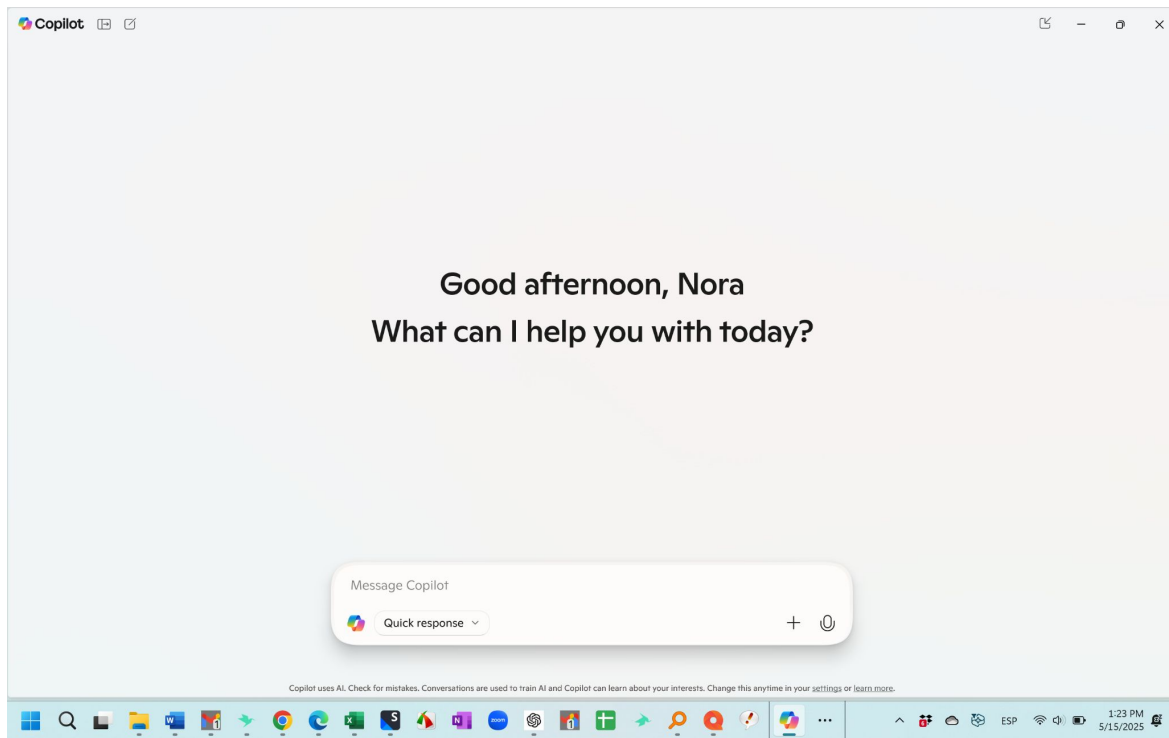 Copilot
Good afternoon, Nora
What can I help you with today?
Message Copilot
Quick response
Copilot uses AI. Check for mistakes. Conversations are used to train AI and Copilot can learn about your interests. Change this anytime in your settings or learn more.
zoom
ESP
1:23 PM
5/15/2025